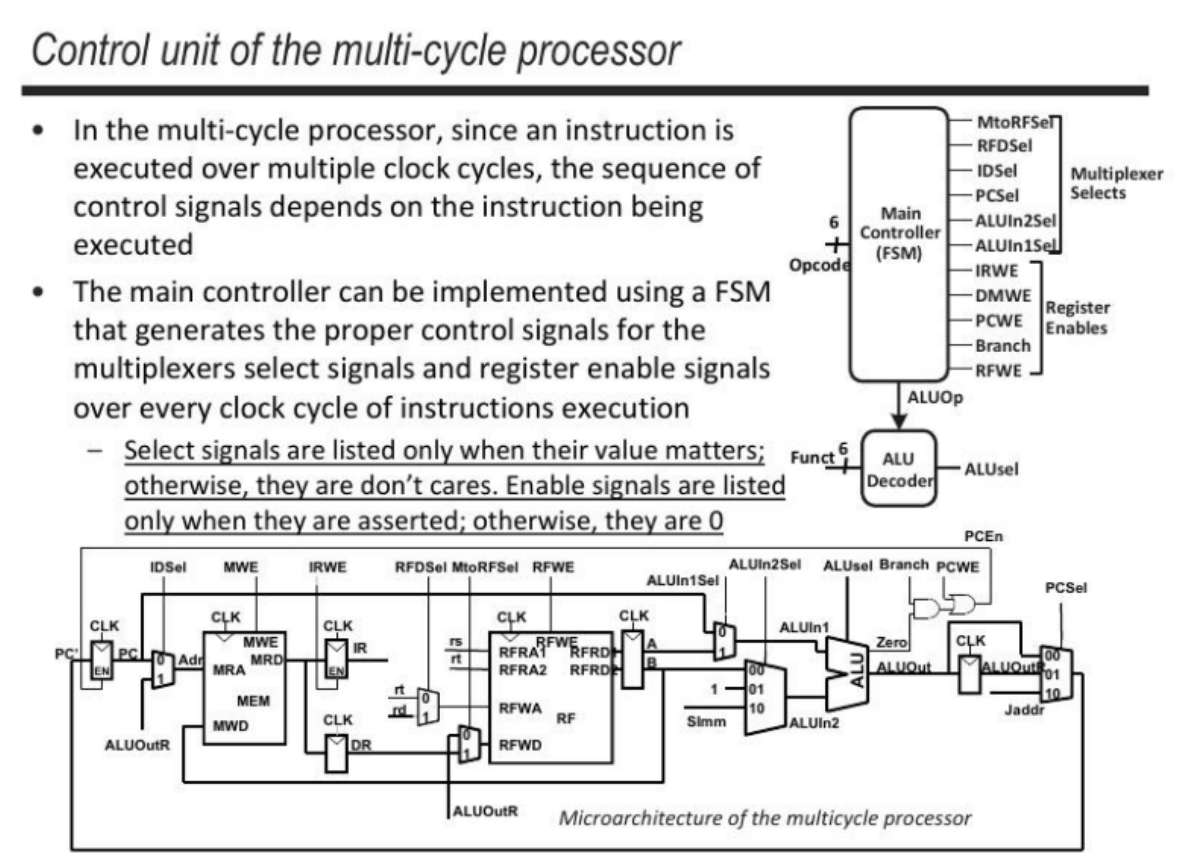 Control unit of the multi-cycle processor
• In the multi-cycle processor, since an instruction is
executed over multiple clock cycles, the sequence of
control signals depends on the instruction being
executed
• The main controller can be implemented using a FSM
that generates the proper control signals for the
multiplexers select signals and register enable signals
over every clock cycle of instructions execution
– Select signals are listed only when their value matters;
otherwise, they are don't cares. Enable signals are listed
only when they are asserted; otherwise, they are 0
6
Opcode
Main
Controller
(FSM)
MtoRFSel
RFDSel
IDSel
PCSel
ALUIn2Sel
ALUIn1Sel
Multiplexer
Selects
IRWE
DMWE
PCWE
Branch
RFWE
Register
Enables
ALUOp
Funct 6
ALU
Decoder
ALUsel
PCEn
IDSel MWE IRWE RFDSel MtoRFSel RFWE ALUIn1Sel ALUIn2Sel ALUsel Branch PCWE PCSel
CLK
PC'
EN
PC
0
1
Adr
ALUOutR
CLK
MWE
MRA
MRD
MEM
MWD
CLK
IR
EN
CLK
DR
rt
rd
0
1
0
1
ALUOutR
rs
rt
CLK
RFWE
RFRA1
RFRD1
RFRA2
RFRD2
RFWA
RF
RFWD
CLK
A
B
0
1
ALUIn1
00
01
10
1
SImm
ALUIn2
ALU
Zero
ALUOut
CLK
ALUOutR
00
01
10
Jaddr
Microarchitecture of the multicycle processor